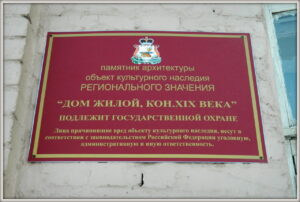 памятник архитектуры
объект культурного наследия
РЕГИОНАЛЬНОГО ЗНАЧЕНИЯ
"ДОМ ЖИЛОЙ, КОН.XIX ВЕКА"
ПОДЛЕЖИТ ГОСУДАРСТВЕННОЙ ОХРАНЕ
Лица причинившие вред объекту культурного наследия, несут в
соответствии с законодательством Российской Федерации уголовную,
административную и иную ответственность.